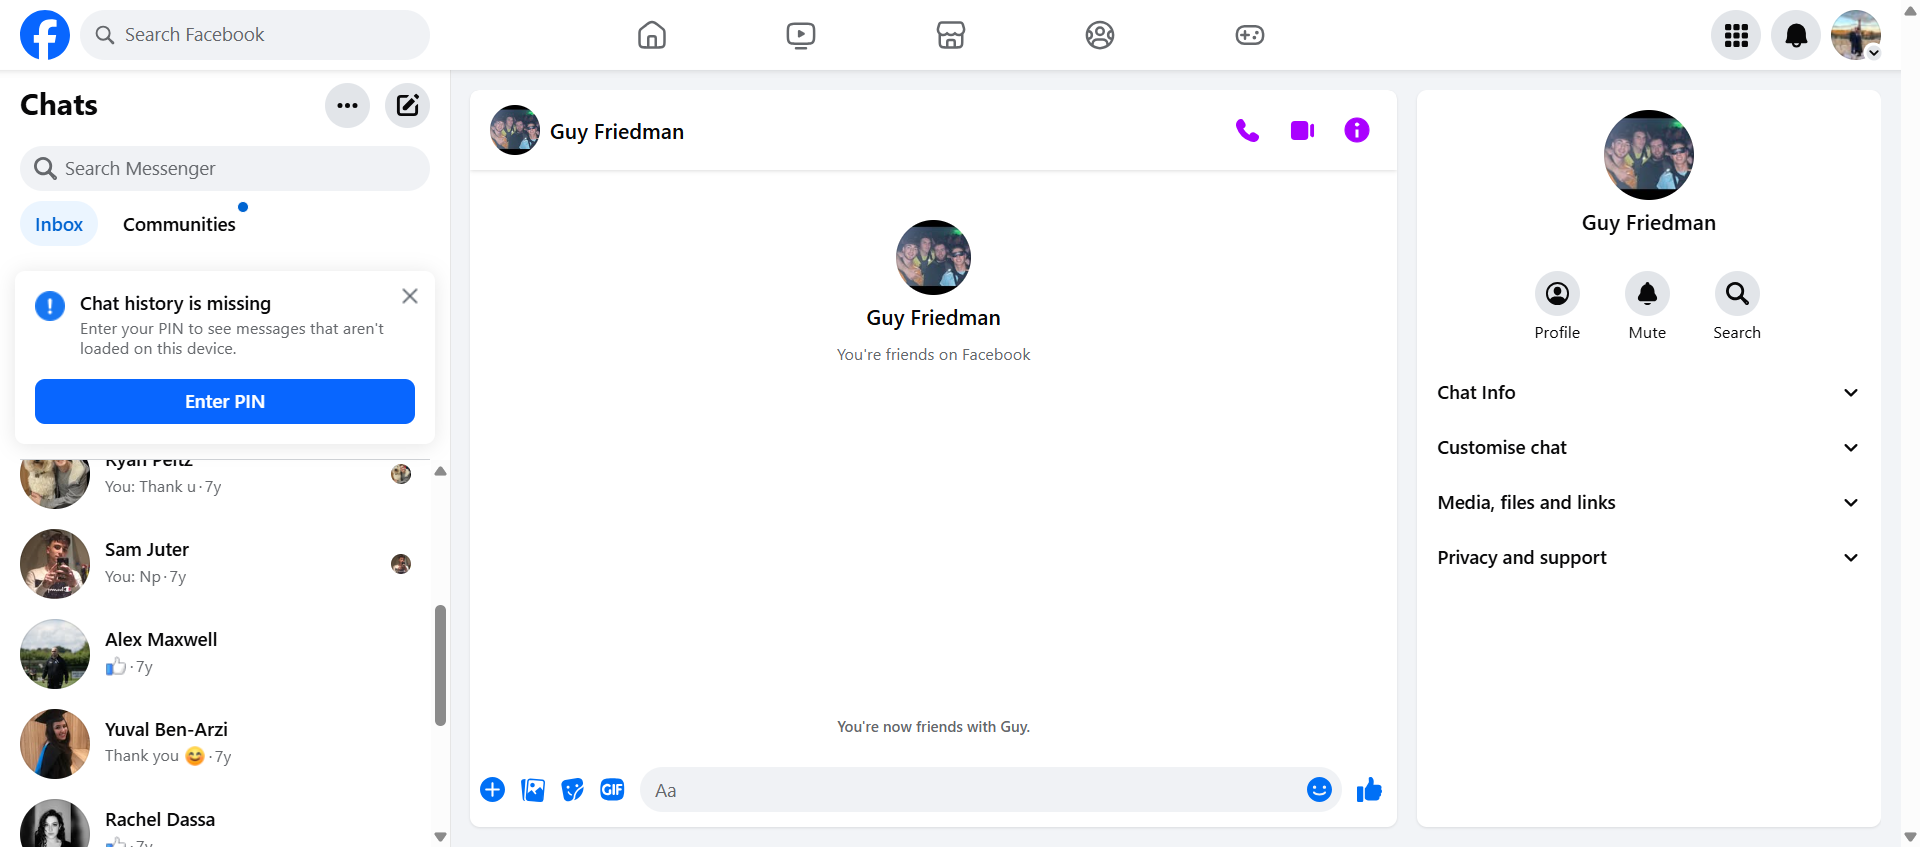 Search Facebook
Chats
Search Messenger
Inbox
Communities
Chat history is missing
Enter your PIN to see messages that aren't
loaded on this device.
Enter PIN
Ryan Peltz
You: Thank u · 7y
Sam Juter
You: Np · 7y
Alex Maxwell
👍 · 7y
Yuval Ben-Arzi
Thank you 😊 · 7y
Rachel Dassa
👍 · 7y
Guy Friedman
Guy Friedman
You're friends on Facebook
You're now friends with Guy.
GIF
Aa
Guy Friedman
Profile
Mute
Search
Chat Info
Customise chat
Media, files and links
Privacy and support